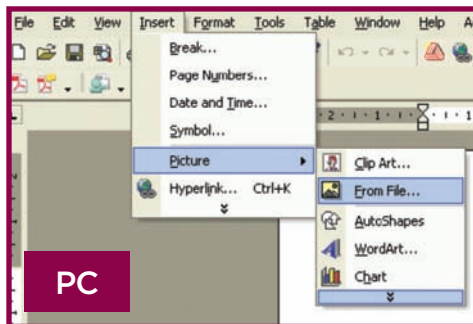 File Edit View Insert Format Tools Table Window Help
Break...
Page Numbers...
Date and Time...
Symbol...
Picture
Hyperlink... Ctrl+K
Clip Art...
From File...
AutoShapes
WordArt...
Chart
PC